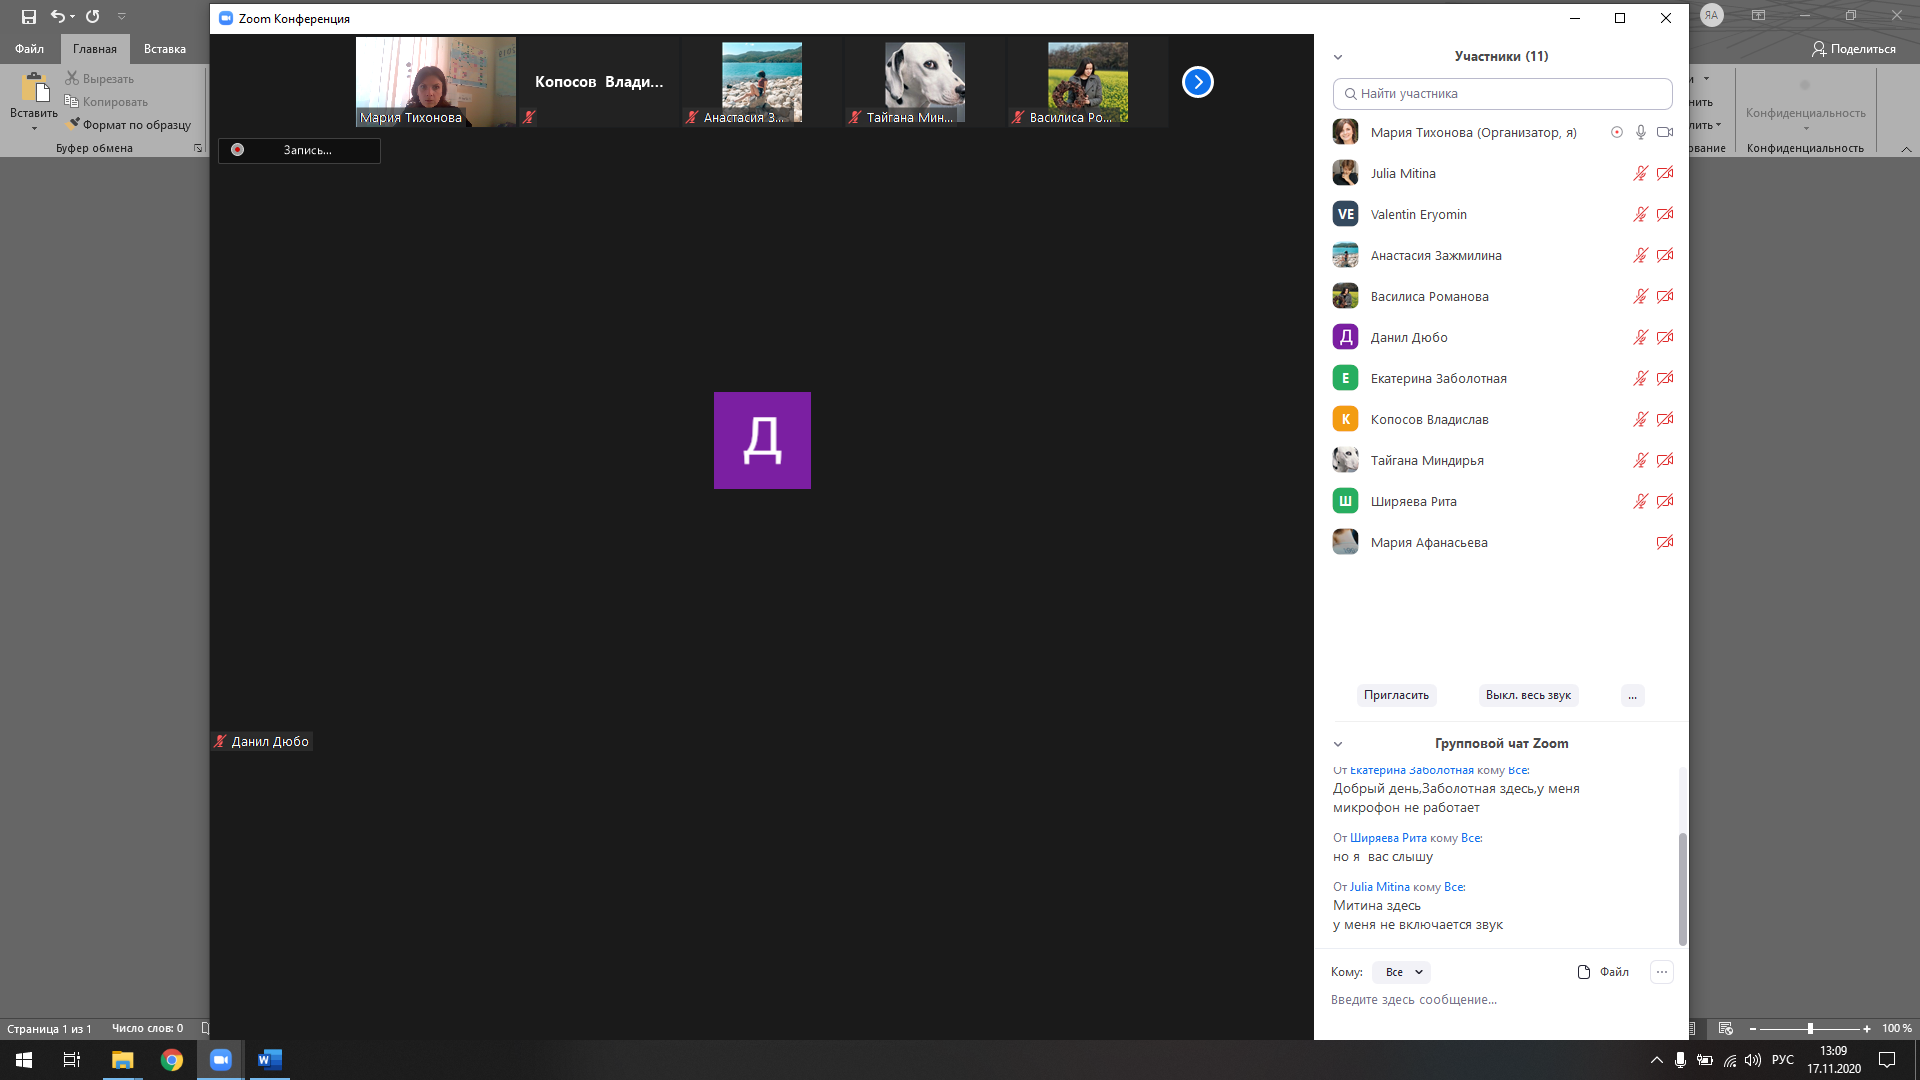 Zoom Конференция
ЯА
Файл
Главная
Вставка
Поделиться
Вставить
Вырезать
Копировать
Формат по образцу
Буфер обмена
Конфиденциальность
Конфиденциальность
Мария Тихонова
Копосов Влади...
Анастасия З...
Тайгана Мин...
Василиса Ро...
Запись...
Д
Данил Дюбо
Участники (11)
Найти участника
Мария Тихонова (Организатор, я)
Julia Mitina
VE
Valentin Eryomin
Анастасия Зажмилина
Василиса Романова
Д
Данил Дюбо
Е
Екатерина Заболотная
К
Копосов Владислав
Тайгана Миндирья
Ш
Ширяева Рита
Мария Афанасьева
Пригласить
Выкл. весь звук
...
Групповой чат Zoom
От Екатерина Заболотная кому Все:
Добрый день,Заболотная здесь,у меня
микрофон не работает
От Ширяева Рита кому Все:
но я вас слышу
От Julia Mitina кому Все:
Митина здесь
у меня не включается звук
Кому:
Все
Файл
Введите здесь сообщение...
Страница 1 из 1
Число слов: 0
100 %
РУС
13:09
17.11.2020